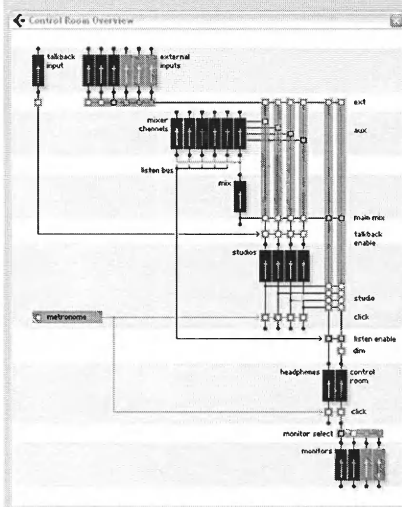 Control Room Overview
talkback
input
external
inputs
ext
mixer
channels
aux
listen bus
mix
main mix
talkback
enable
studios
studio
metronome
click
listen enable
dim
headphones
control
room
click
monitor select
monitors